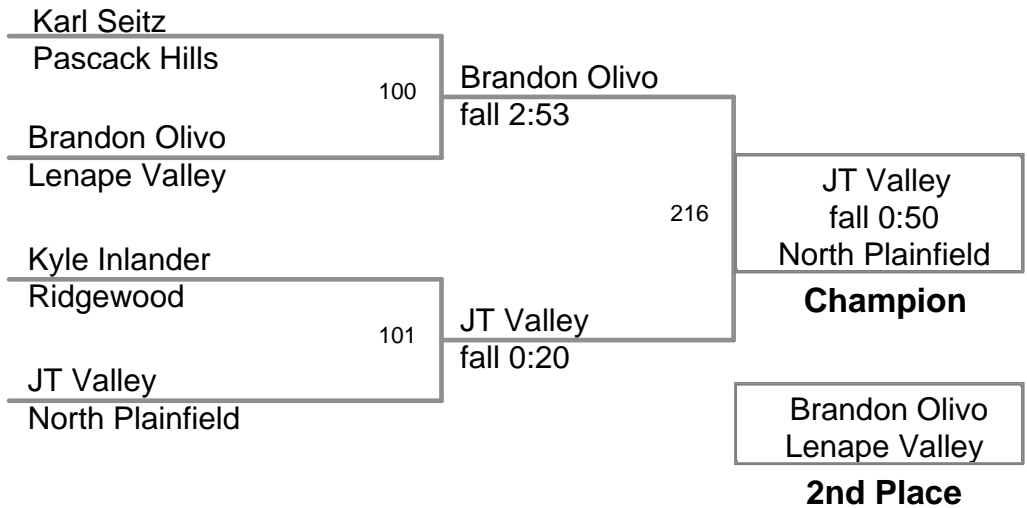 Karl Seitz
Pascack Hills
100
Brandon Olivo
fall 2:53
Brandon Olivo
Lenape Valley
216
JT Valley
fall 0:50
North Plainfield
Champion
Kyle Inlander
Ridgewood
101
JT Valley
fall 0:20
JT Valley
North Plainfield
Brandon Olivo
Lenape Valley
2nd Place